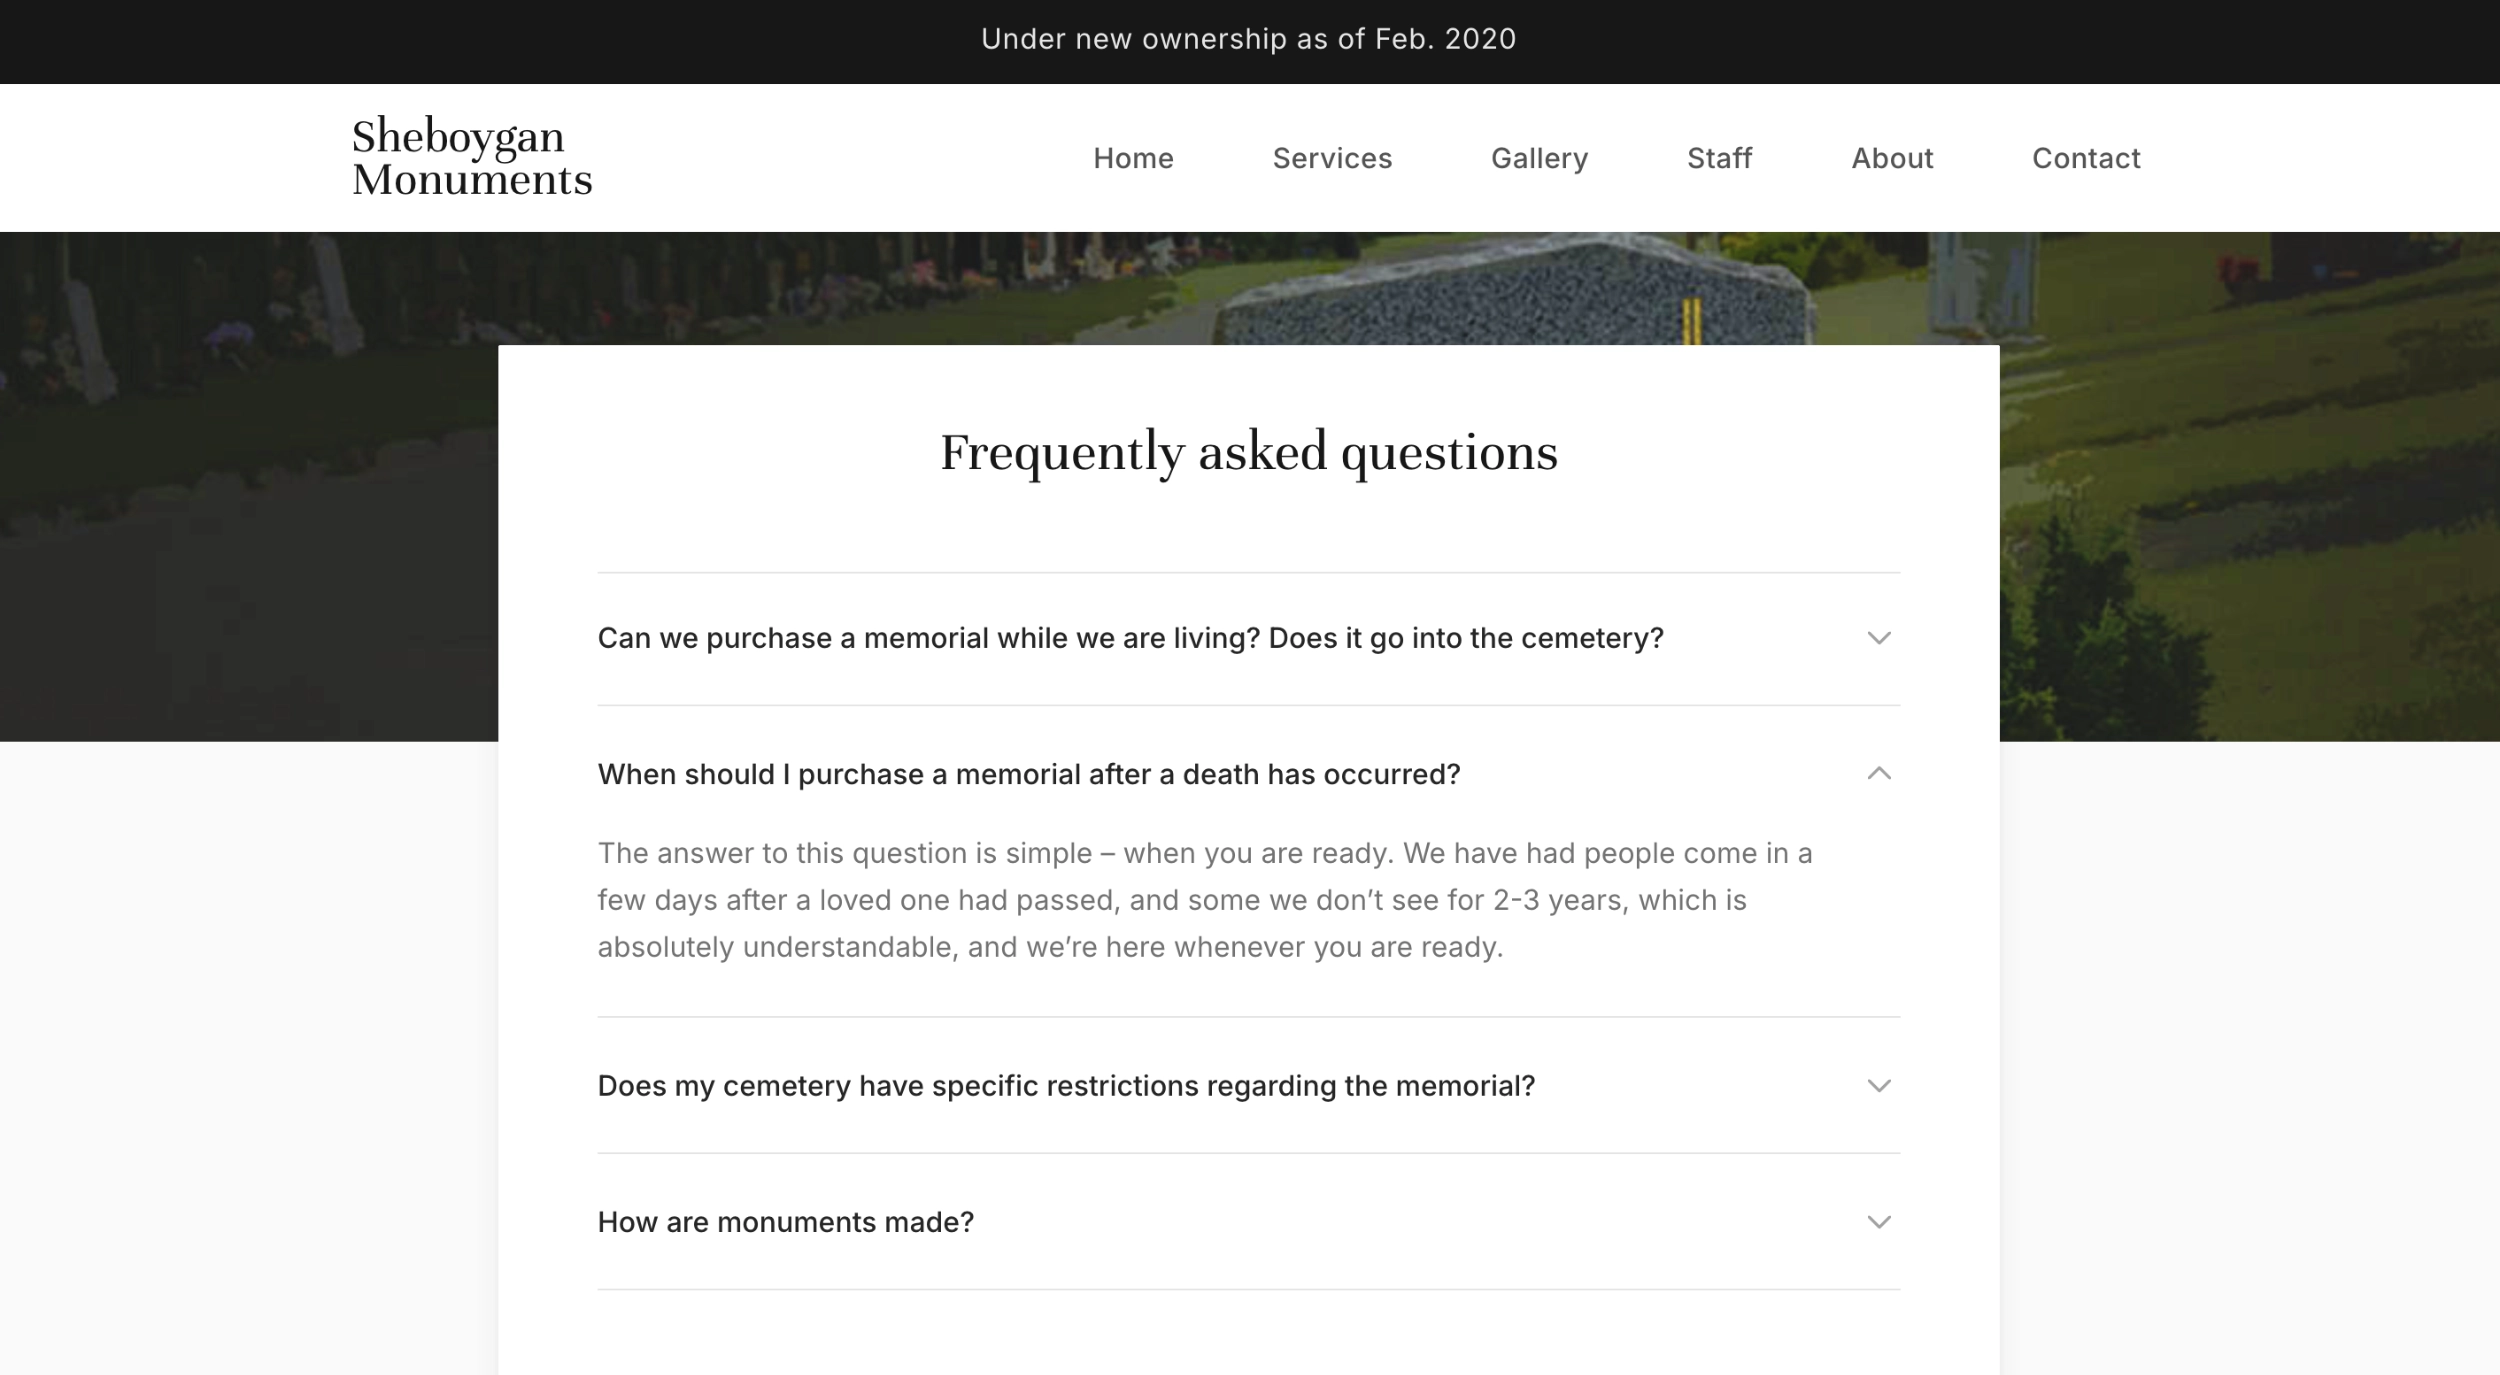 Under new ownership as of Feb. 2020
Sheboygan
Monuments
Home
Services
Gallery
Staff
About
Contact
Frequently asked questions
Can we purchase a memorial while we are living? Does it go into the cemetery?
When should I purchase a memorial after a death has occurred?
The answer to this question is simple – when you are ready. We have had people come in a
few days after a loved one had passed, and some we don’t see for 2-3 years, which is
absolutely understandable, and we’re here whenever you are ready.
Does my cemetery have specific restrictions regarding the memorial?
How are monuments made?